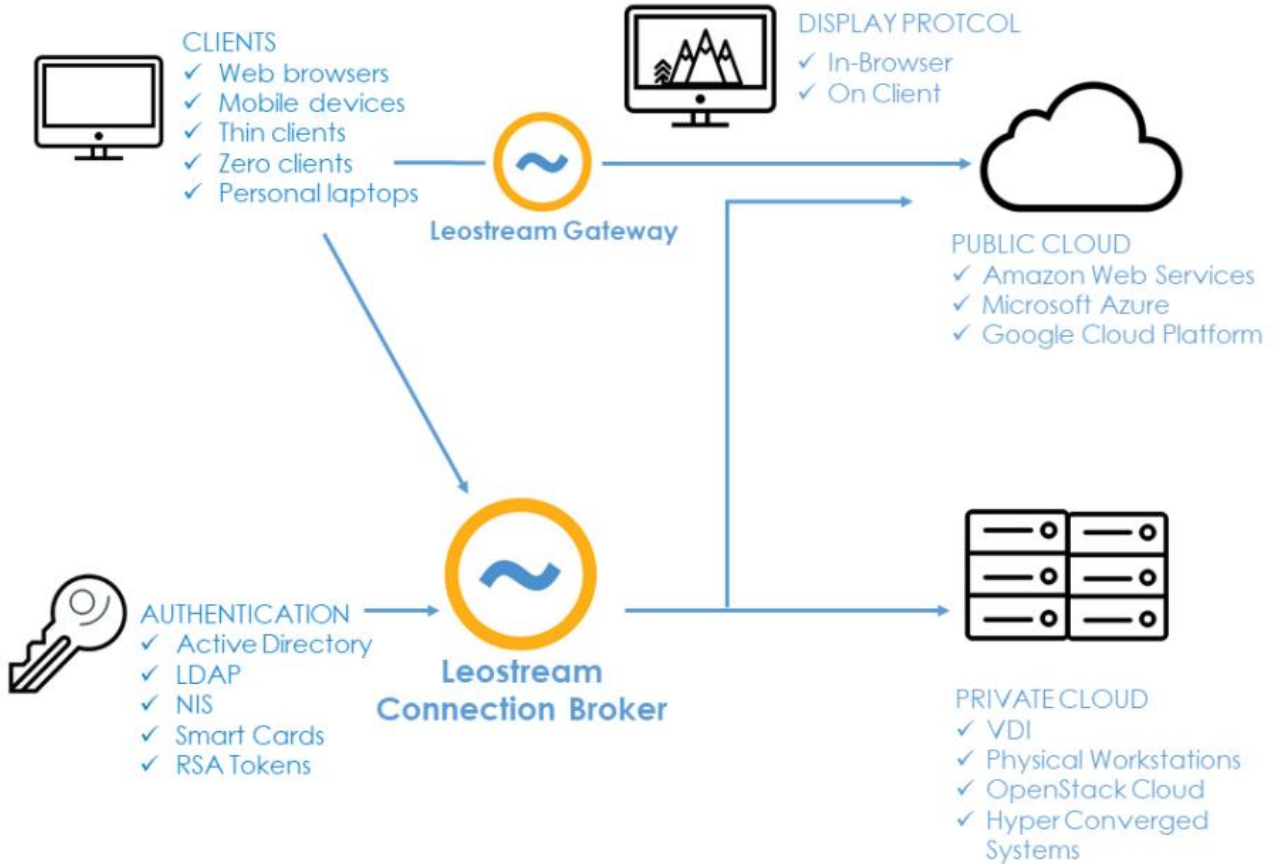 CLIENTS
✓ Web browsers
✓ Mobile devices
✓ Thin clients
✓ Zero clients
✓ Personal laptops
DISPLAY PROTCOL
✓ In-Browser
✓ On Client
Leostream Gateway
PUBLIC CLOUD
✓ Amazon Web Services
✓ Microsoft Azure
✓ Google Cloud Platform
AUTHENTICATION
✓ Active Directory
✓ LDAP
✓ NIS
✓ Smart Cards
✓ RSA Tokens
Leostream
Connection Broker
PRIVATE CLOUD
✓ VDI
✓ Physical Workstations
✓ OpenStack Cloud
✓ Hyper Converged
Systems